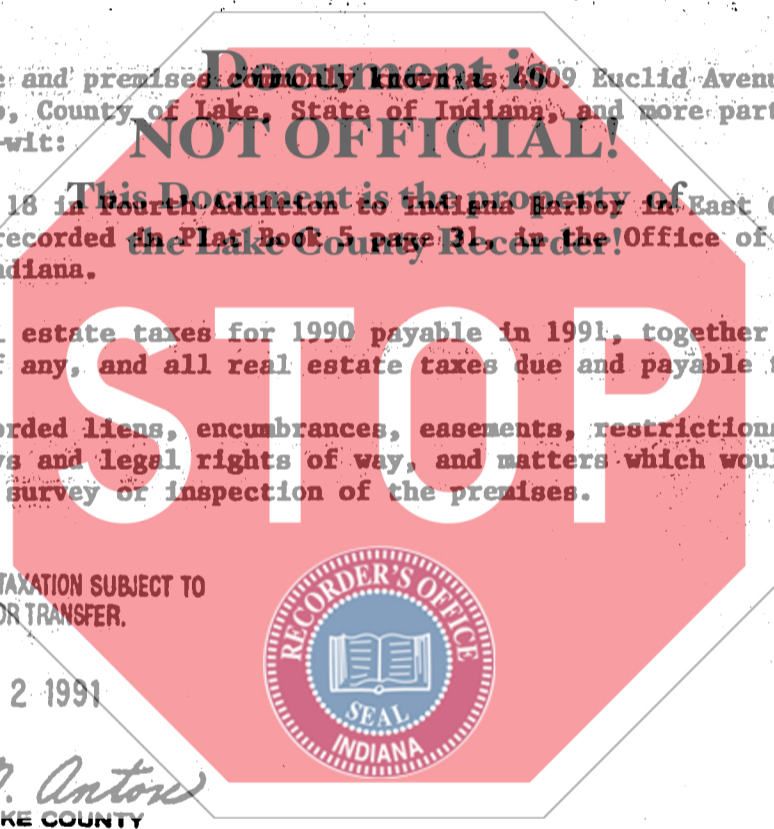 Document is
e and premises commonly known as 4009 Euclid Avenu
o, County of Lake, State of Indiana, and more part
NOT OFFICIAL!
-wit:
This Document is the property of
18 in Fourth Addition to Indiana Harbor in East C
recorded in Plat Book 5 page 31, in the Office of
the Lake County Recorder!
diana.
estate taxes for 1990 payable in 1991, together
f any, and all real estate taxes due and payable t
STOP
orded liens, encumbrances, easements, restrictions
ys and legal rights of way, and matters which woul
survey or inspection of the premises.
TAXATION SUBJECT TO
OR TRANSFER.
2 1991
RECORDER'S OFFICE
SEAL
INDIANA
Anton
KE COUNTY